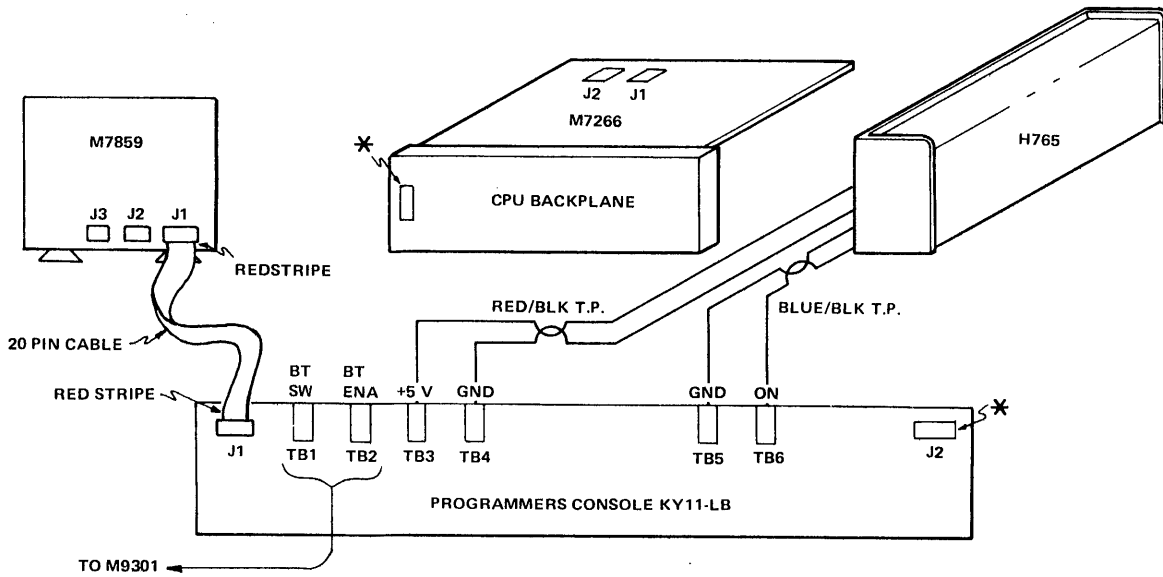 M7859
J3
J2
J1
REDSTRIPE
20 PIN CABLE
RED STRIPE
J2
J1
M7266
*
CPU BACKPLANE
H765
RED/BLK T.P.
BLUE/BLK T.P.
BT
SW
BT
ENA
+5 V
GND
GND
ON
*
J1
TB1
TB2
TB3
TB4
TB5
TB6
J2
PROGRAMMERS CONSOLE KY11-LB
TO M9301